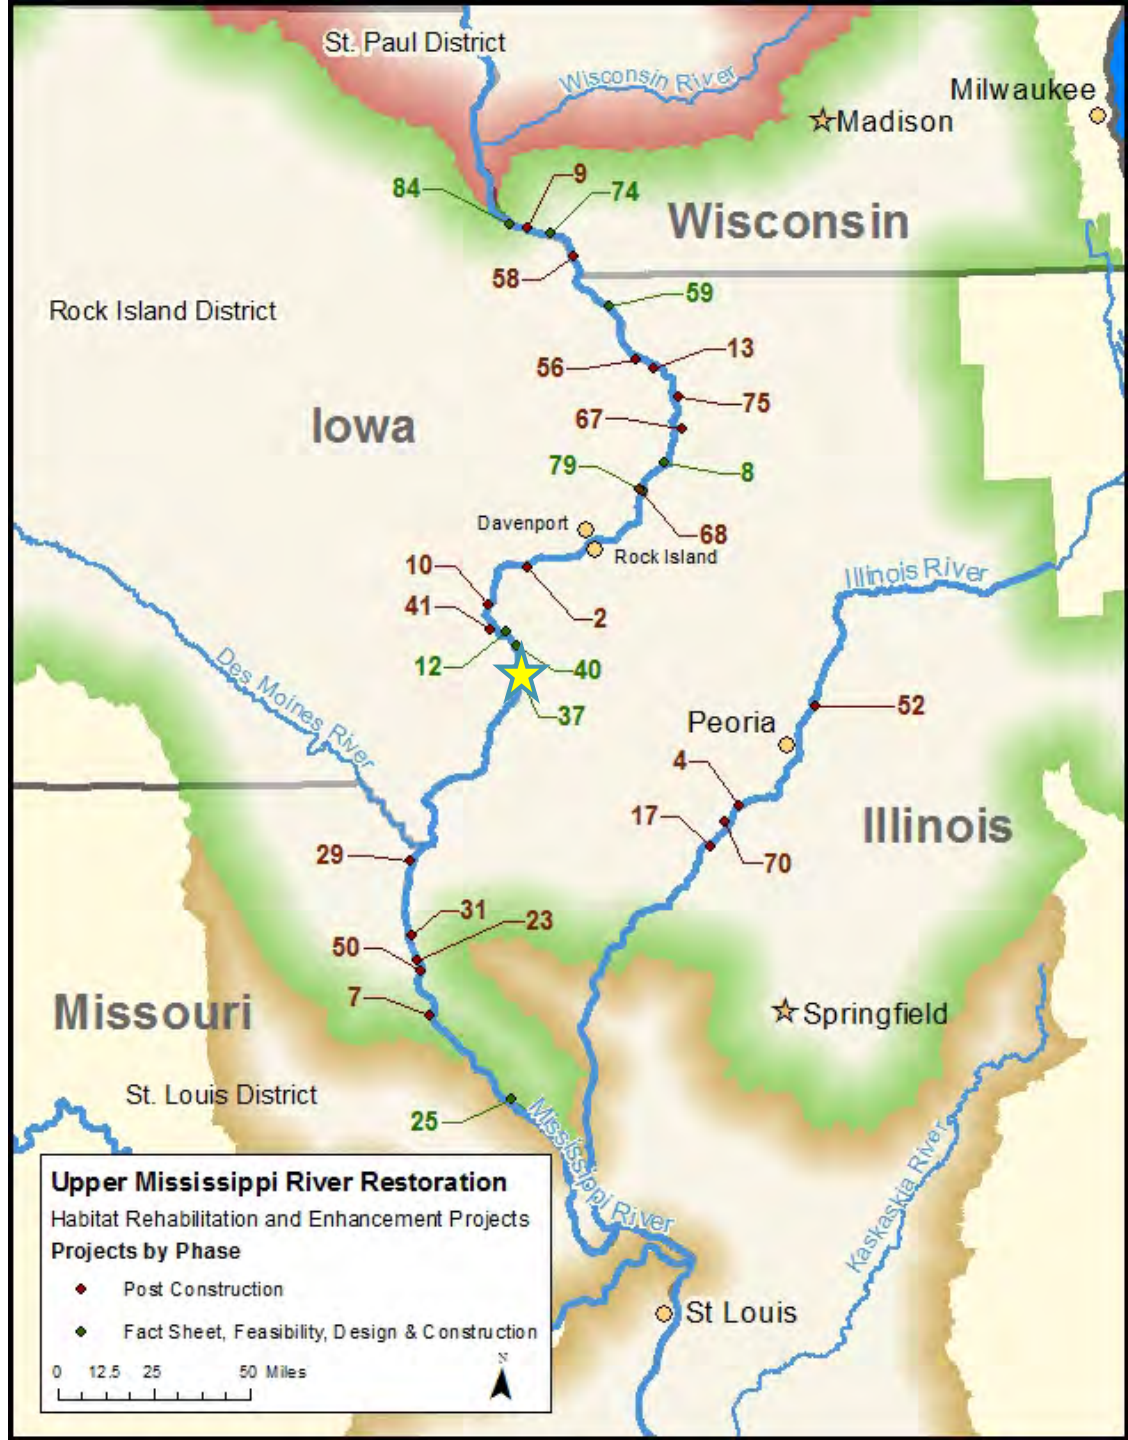 St. Paul District
Wisconsin River
Milwaukee
Madison
84
9
74
Wisconsin
58
59
Rock Island District
56
13
75
Iowa
67
79
8
Davenport
68
Rock Island
10
Illinois River
41
2
12
40
Des Moines River
37
52
Peoria
4
17
Illinois
70
29
31
23
50
7
Missouri
Springfield
St. Louis District
25
Mississippi River
Kaskaskia River
Upper Mississippi River Restoration
Habitat Rehabilitation and Enhancement Projects
Projects by Phase
Post Construction
St Louis
Fact Sheet, Feasibility, Design & Construction
N
0 12.5 25 50 Miles